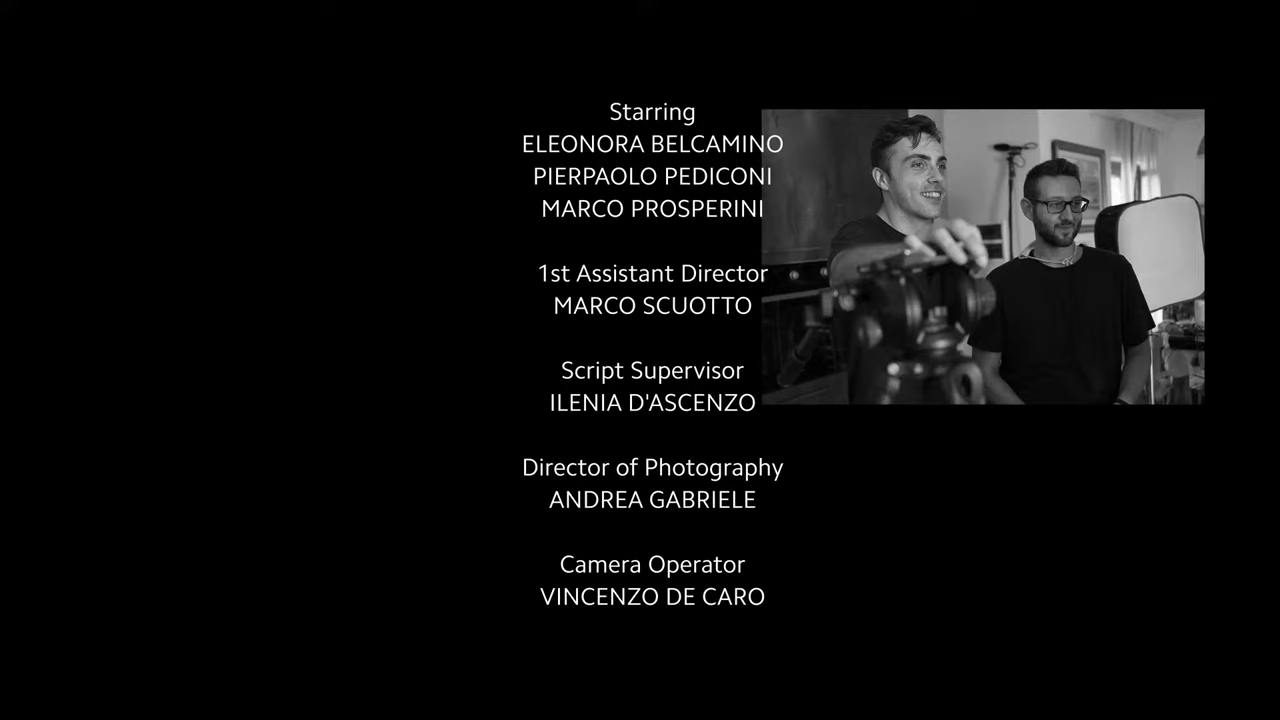 Starring
ELEONORA BELCAMINO
PIERPAOLO PEDICONI
MARCO PROSPERINI
1st Assistant Director
MARCO SCUOTTO
Script Supervisor
ILENIA D'ASCENZO
Director of Photography
ANDREA GABRIELE
Camera Operator
VINCENZO DE CARO